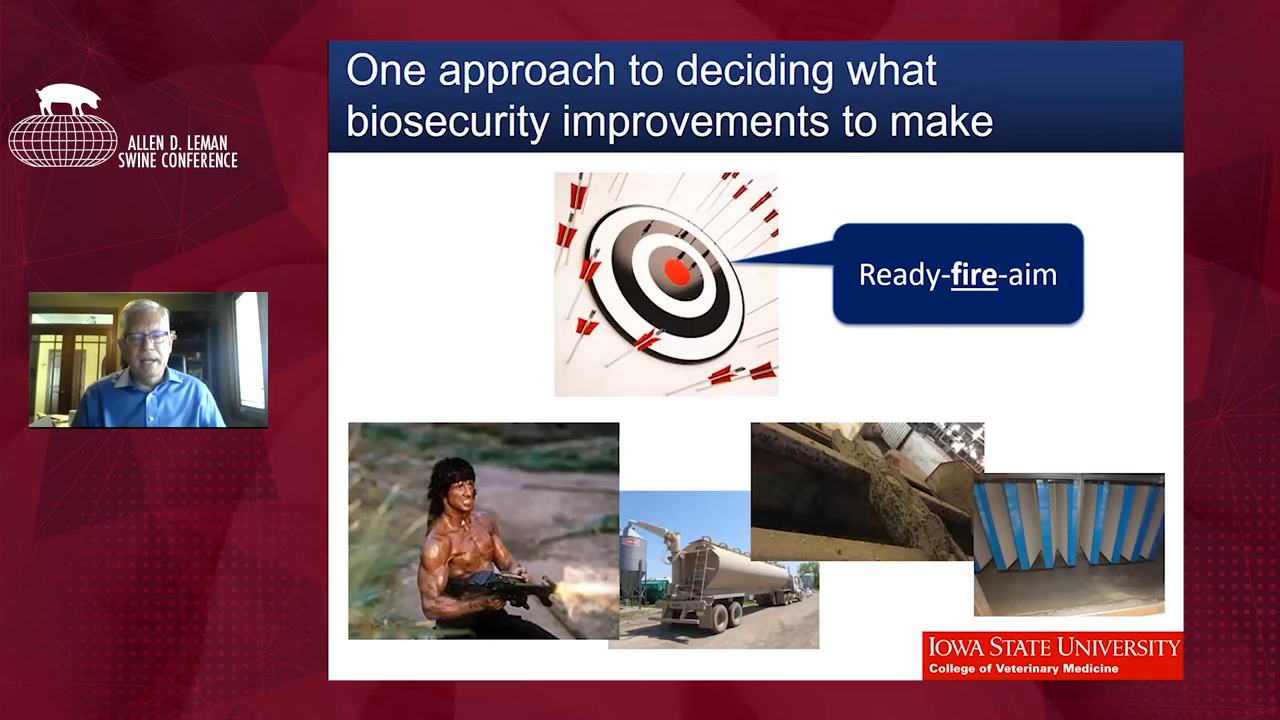 One approach to deciding what
biosecurity improvements to make
ALLEN D. LEMAN
SWINE CONFERENCE
Ready-fire-aim
IOWA STATE UNIVERSITY
College of Veterinary Medicine